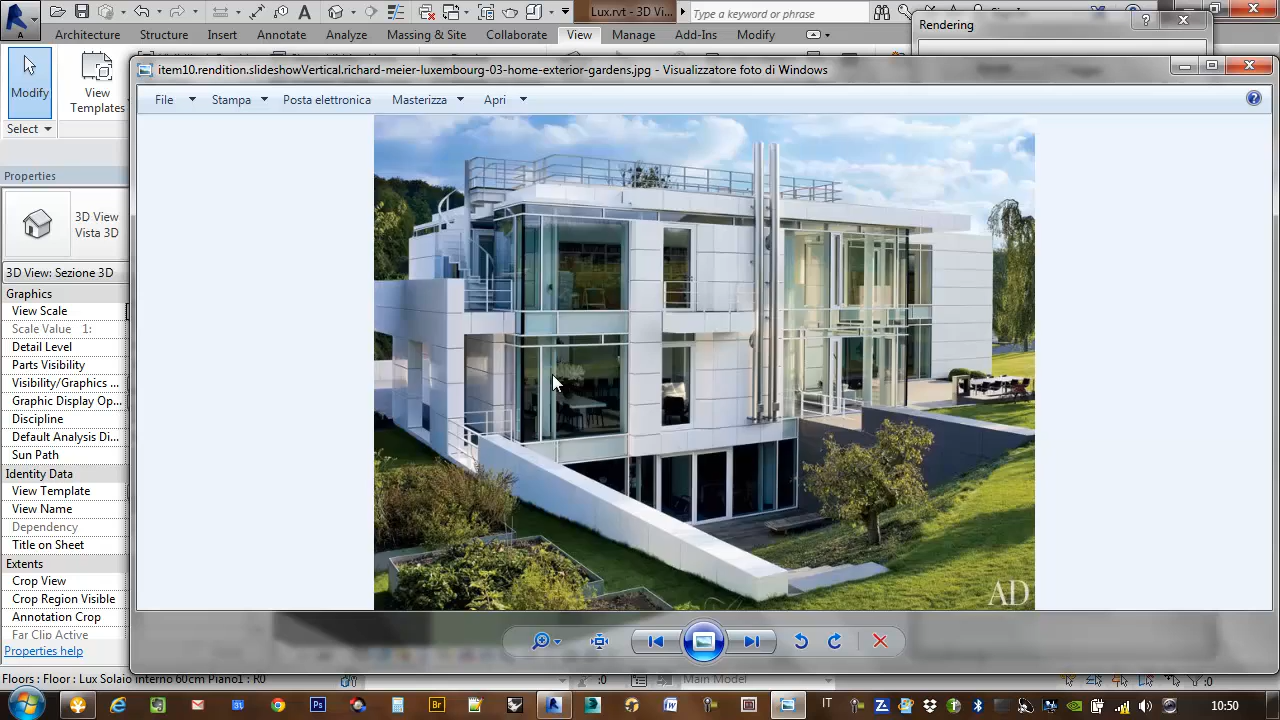 Lux.rvt - 3D Vi...
Type a keyword or phrase
Sign In
Rendering
Architecture Structure Insert Annotate Analyze Massing & Site Collaborate View Manage Add-Ins Modify
Modify
View
Templates
Select
item10.rendition.slideshowVertical.richard-meier-luxembourg-03-home-exterior-gardens.jpg - Visualizzatore foto di Windows
File Stampa Posta elettronica Masterizza Apri
Properties
3D View
Vista 3D
3D View: Sezione 3D
Graphics
View Scale
Scale Value 1:
Detail Level
Parts Visibility
Visibility/Graphics
Graphic Display Op...
Discipline
Default Analysis Di...
Sun Path
Identity Data
View Template
View Name
Dependency
Title on Sheet
Extents
Crop View
Crop Region Visible
Annotation Crop
Far Clip Active
Properties help
AD
Floors : Floor : Lux Solaio Interno 60cm Piano1 : R0
:0
Main Model
:0
Ps
Br
IT
10:50